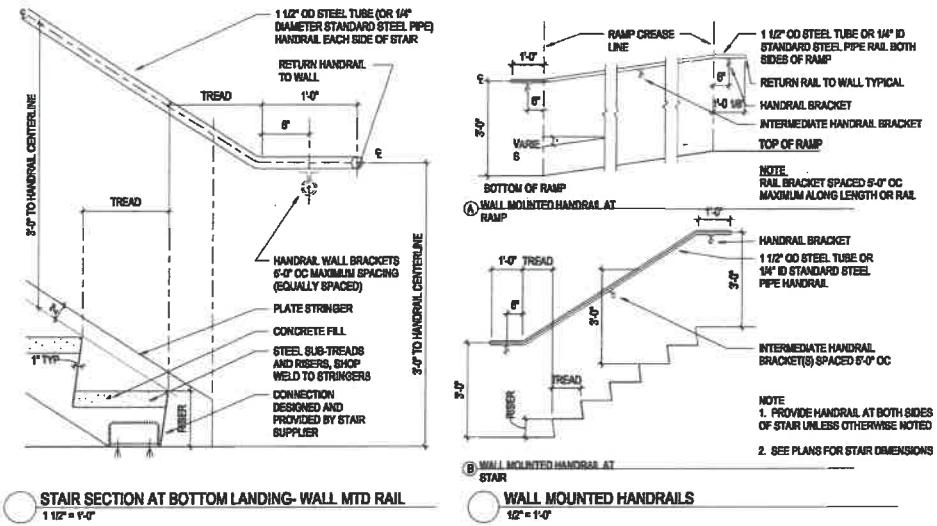 1 1/2" OD STEEL TUBE (OR 1/4"
DIAMETER STANDARD STEEL PIPE)
HANDRAIL EACH SIDE OF STAIR
RETURN HANDRAIL
TO WALL
TREAD
1'-0"
6"
℄
3'-0" TO HANDRAIL CENTERLINE
TREAD
HANDRAIL WALL BRACKETS
5'-0" OC MAXIMUM SPACING
(EQUALLY SPACED)
3'-0" TO HANDRAIL CENTERLINE
PLATE STRINGER
CONCRETE FILL
1" TYP
STEEL SUB-TREADS
AND RISERS, SHOP
WELD TO STRINGERS
CONNECTION
DESIGNED AND
PROVIDED BY STAIR
SUPPLIER
RISER
STAIR SECTION AT BOTTOM LANDING- WALL MTD RAIL
1 1/2" = 1'-0"
RAMP CREASE
LINE
1 1/2" OD STEEL TUBE OR 1/4" ID
STANDARD STEEL PIPE RAIL BOTH
SIDES OF RAMP
1'-0"
℄
6"
6"
RETURN RAIL TO WALL TYPICAL
1'-0 1/8"
HANDRAIL BRACKET
INTERMEDIATE HANDRAIL BRACKET
3'-0"
VARIE
S
TOP OF RAMP
NOTE
RAIL BRACKET SPACED 5'-0" OC
MAXIMUM ALONG LENGTH OR RAIL
BOTTOM OF RAMP
A WALL MOUNTED HANDRAIL AT
RAMP
1'-0"
HANDRAIL BRACKET
1 1/2" OD STEEL TUBE OR
1/4" ID STANDARD STEEL
PIPE HANDRAIL
1'-0" TREAD
6"
3'-0"
3'-0"
INTERMEDIATE HANDRAIL
BRACKET(S) SPACED 5'-0" OC
TREAD
3'-0"
RISER
NOTE
1. PROVIDE HANDRAIL AT BOTH SIDES
OF STAIR UNLESS OTHERWISE NOTED
2. SEE PLANS FOR STAIR DIMENSIONS
B WALL MOUNTED HANDRAIL AT
STAIR
WALL MOUNTED HANDRAILS
1/2" = 1'-0"